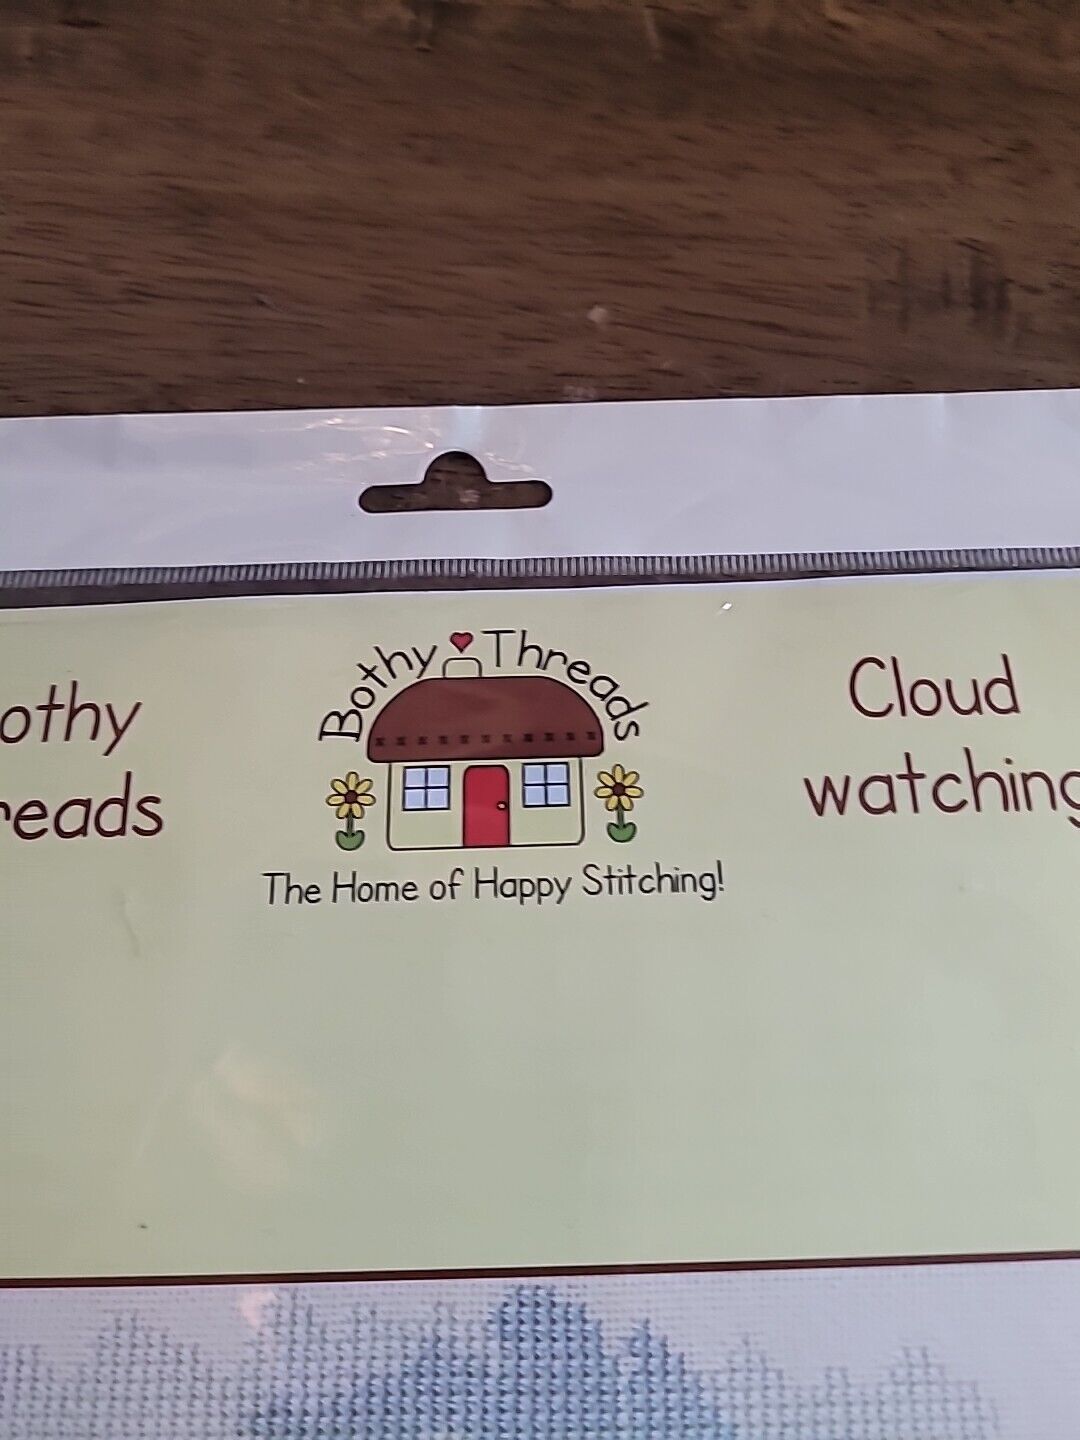 Bothy Threads
The Home of Happy Stitching!
othy
reads
Cloud
watching